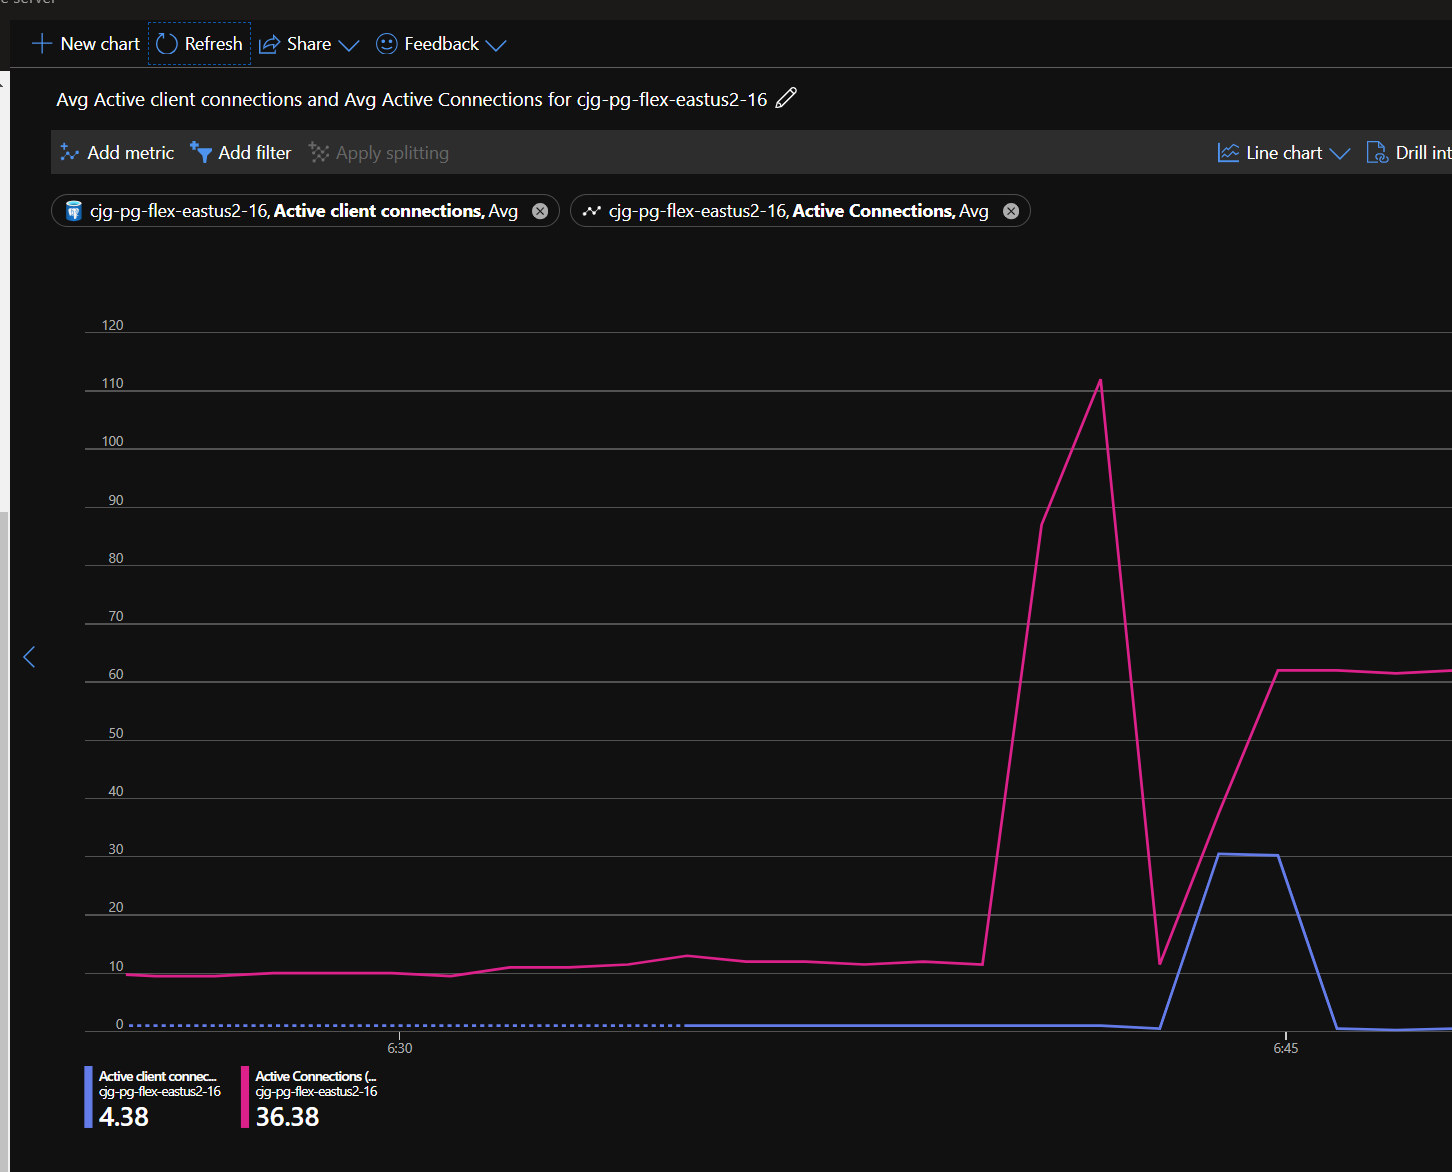 server
New chart Refresh Share Feedback
Avg Active client connections and Avg Active Connections for cjg-pg-flex-eastus2-16
Add metric Add filter Apply splitting Line chart Drill int
cjg-pg-flex-eastus2-16, Active client connections, Avg cjg-pg-flex-eastus2-16, Active Connections, Avg
120
110
100
90
80
70
60
50
40
30
20
10
0
6:30 6:45
Active client connec... Active Connections (...
cjg-pg-flex-eastus2-16 cjg-pg-flex-eastus2-16
4.38 36.38